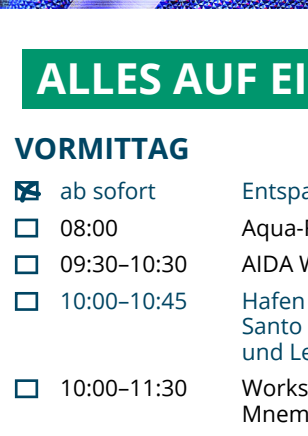 ALLES AUF EI
VORMITTAG
ab sofort Entspa
08:00 Aqua-
09:30–10:30 AIDA
10:00–10:45 Hafen
Santo
und Le
10:00–11:30 Works
Mnem